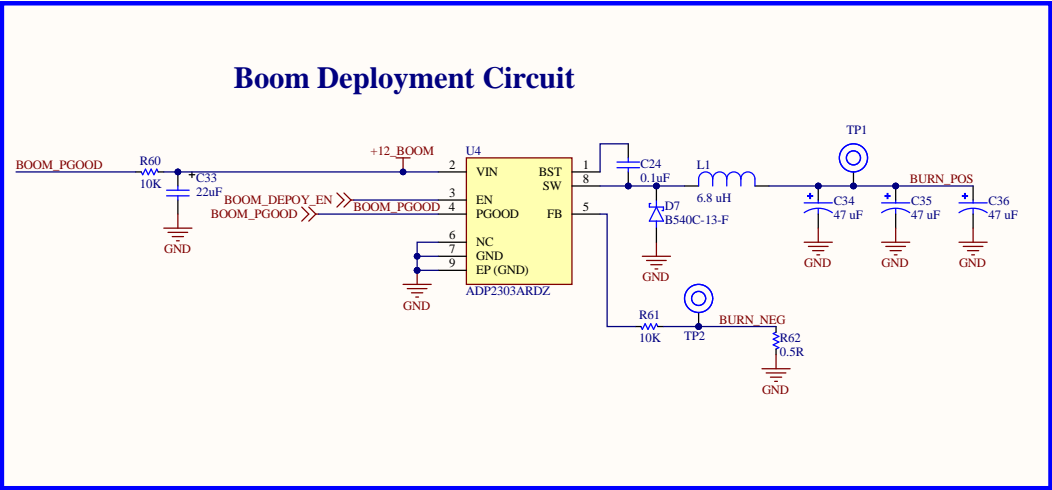 Boom Deployment Circuit
BOOM_PGOOD
R60
10K
C33
22uF
GND
+12_BOOM
BOOM_DEPOY_EN
BOOM_PGOOD
BOOM_PGOOD
U4
2
VIN
3
EN
4
PGOOD
6
NC
7
GND
9
EP (GND)
BST
1
SW
8
FB
5
ADP2303ARDZ
GND
C24
0.1uF
D7
B540C-13-F
GND
L1
6.8 uH
TP1
BURN_POS
C34
47 uF
GND
C35
47 uF
GND
C36
47 uF
GND
R61
10K
TP2
BURN_NEG
R62
0.5R
GND